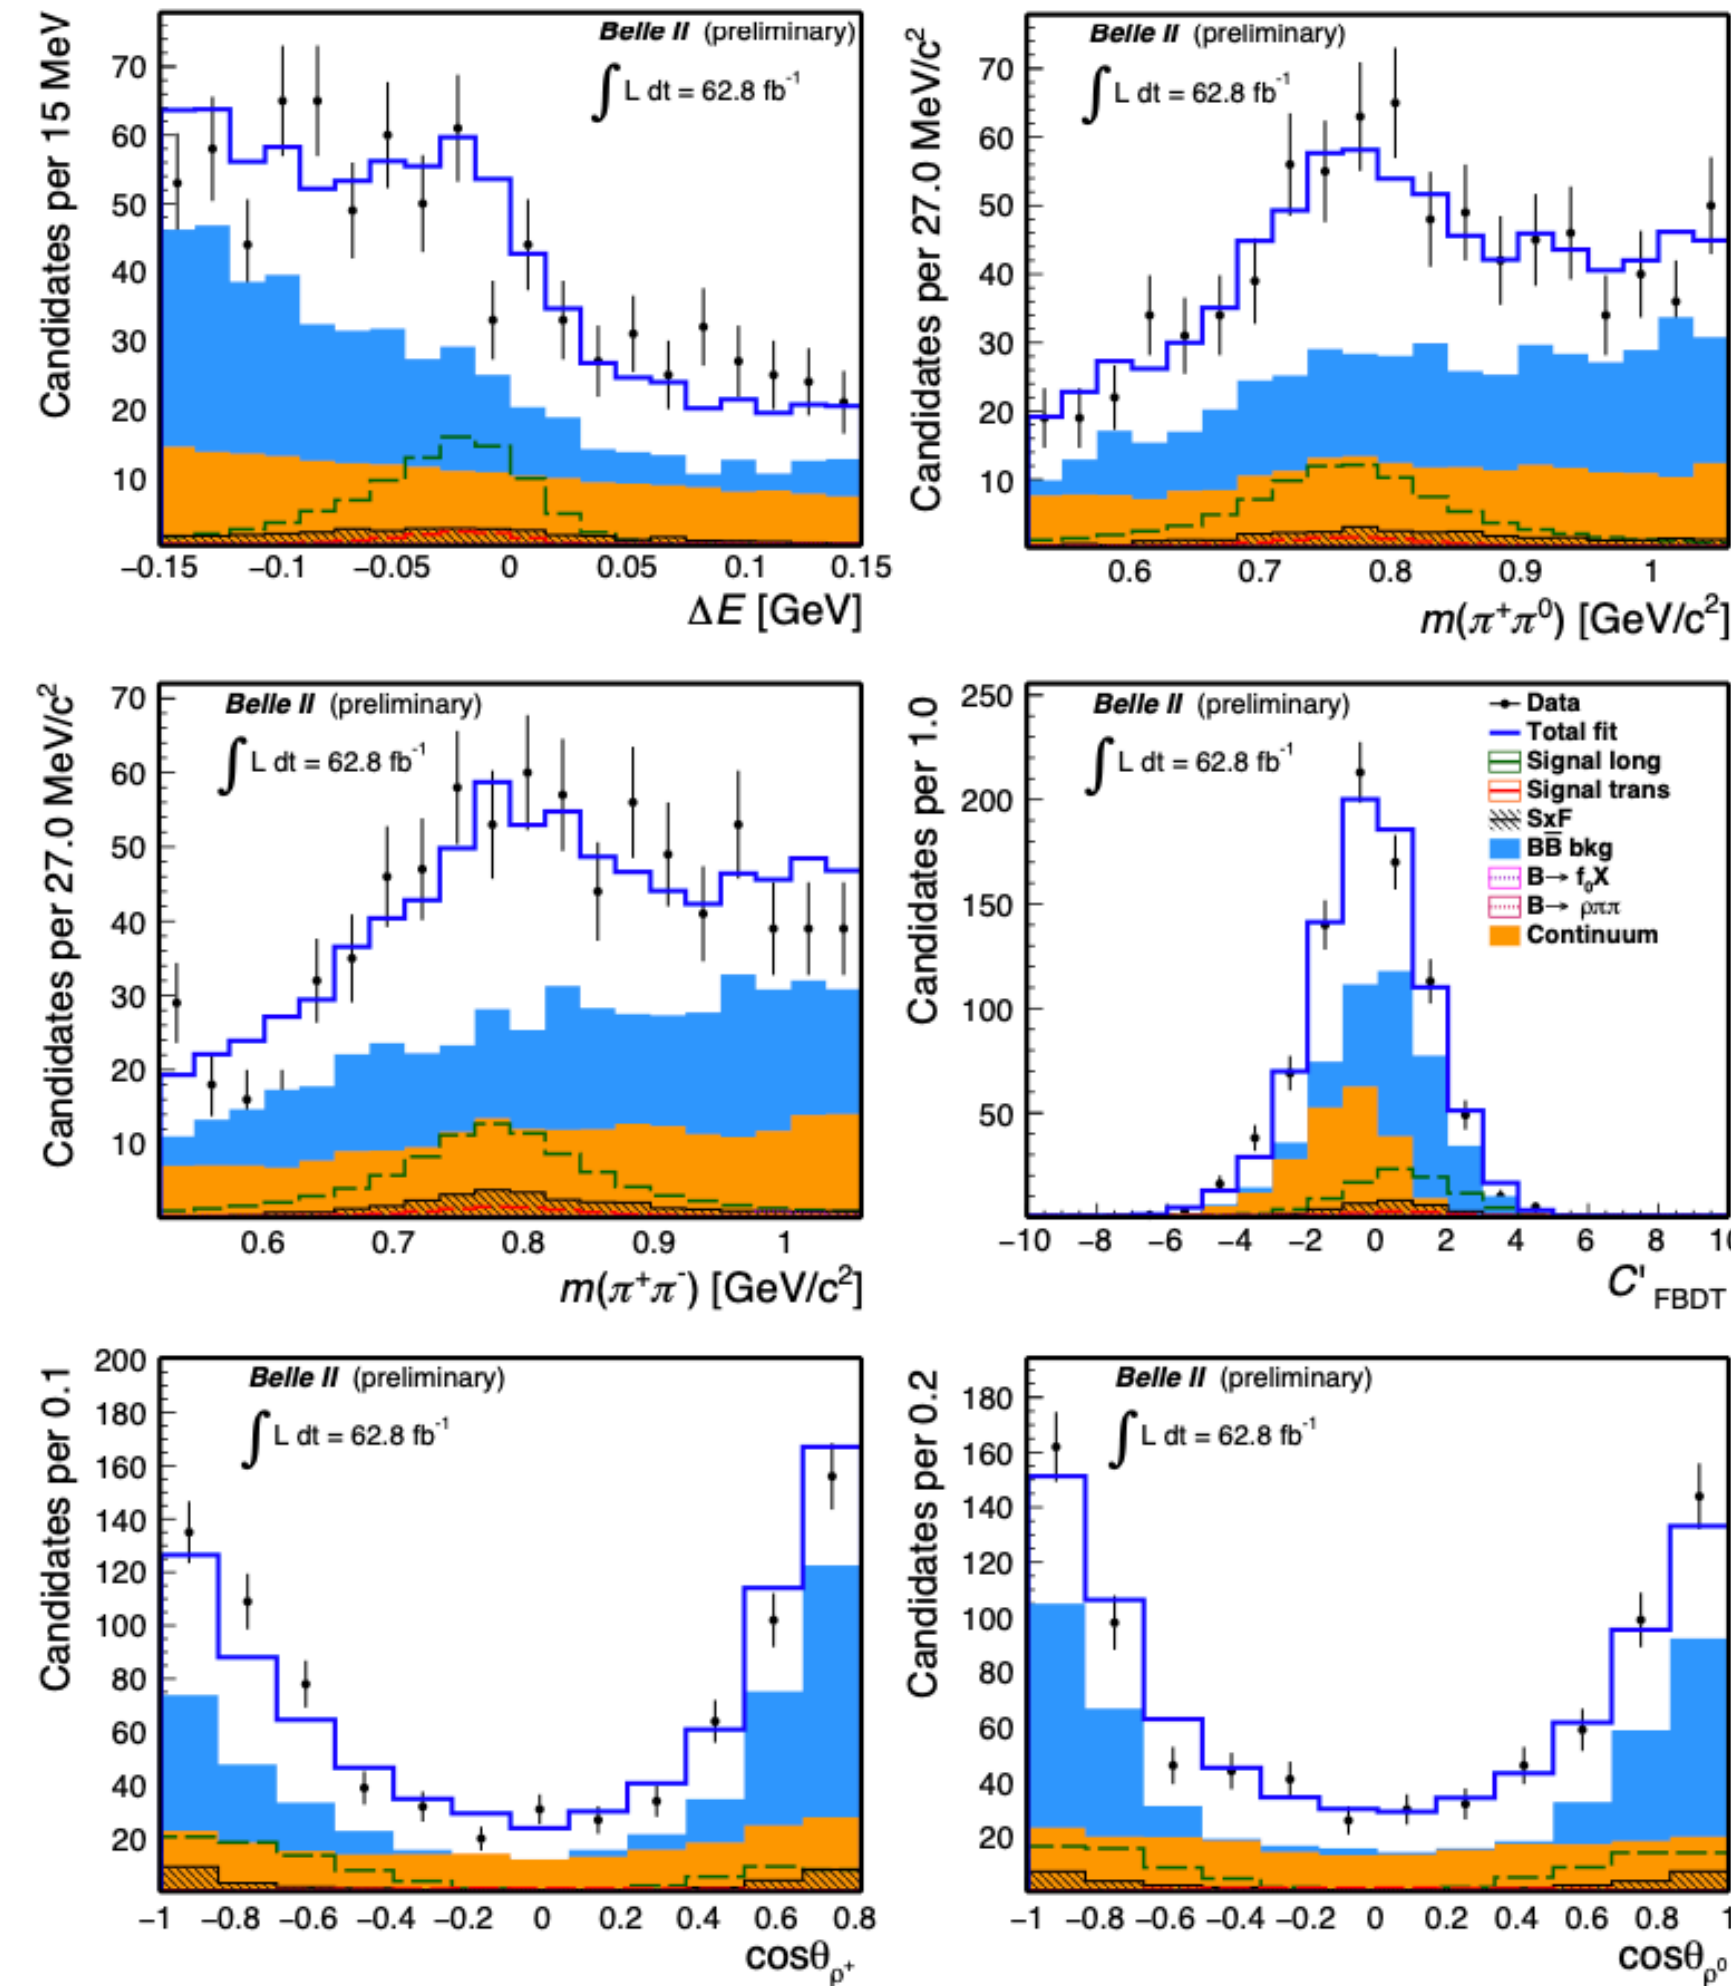 Belle II (preliminary)
∫ L dt = 62.8 fb⁻¹
Candidates per 15 MeV
70
60
50
40
30
20
10
−0.15 −0.1 −0.05 0 0.05 0.1 0.15
ΔE [GeV]
Belle II (preliminary)
∫ L dt = 62.8 fb⁻¹
Candidates per 27.0 MeV/c²
70
60
50
40
30
20
10
0.6 0.7 0.8 0.9 1
m(π⁺π⁰) [GeV/c²]
Belle II (preliminary)
∫ L dt = 62.8 fb⁻¹
Candidates per 27.0 MeV/c²
70
60
50
40
30
20
10
0.6 0.7 0.8 0.9 1
m(π⁺π⁻) [GeV/c²]
Belle II (preliminary)
∫ L dt = 62.8 fb⁻¹
Candidates per 1.0
250
200
150
100
50
Data
Total fit
Signal long
Signal trans
SxF
BB̅ bkg
B→ f₀X
B→ ρππ
Continuum
−10 −8 −6 −4 −2 0 2 4 6 8 10
C'FBDT
Belle II (preliminary)
∫ L dt = 62.8 fb⁻¹
Candidates per 0.1
200
180
160
140
120
100
80
60
40
20
−1 −0.8 −0.6 −0.4 −0.2 0 0.2 0.4 0.6 0.8
cosθρ⁺
Belle II (preliminary)
∫ L dt = 62.8 fb⁻¹
Candidates per 0.2
180
160
140
120
100
80
60
40
20
−1 −0.8 −0.6 −0.4 −0.2 0 0.2 0.4 0.6 0.8 1
cosθρ⁰